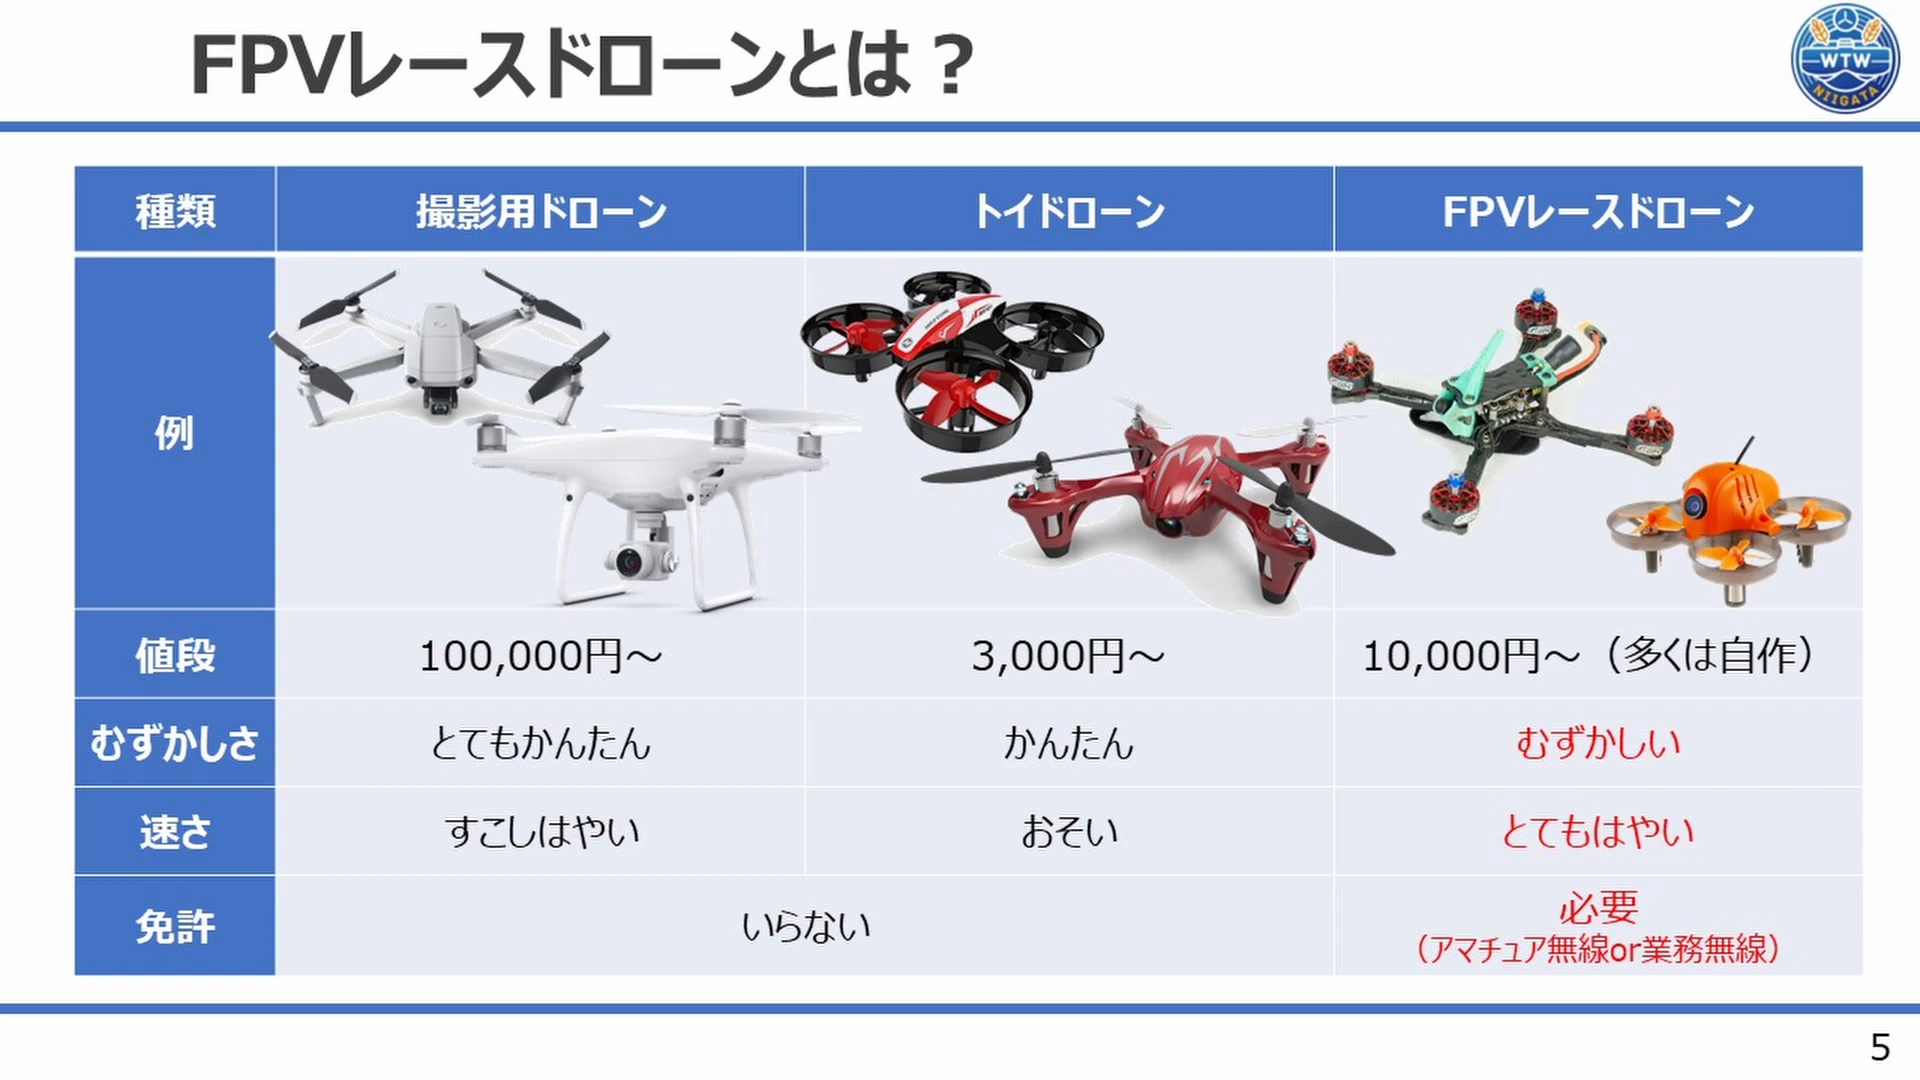 FPVレースドローンとは？
WTW
NIIGATA
種類 撮影用ドローン トイドローン FPVレースドローン
例
値段 100,000円～ 3,000円～ 10,000円～（多くは自作）
むずかしさ とてもかんたん かんたん むずかしい
速さ すこしはやい おそい とてもはやい
免許 いらない 必要
（アマチュア無線or業務無線）
5